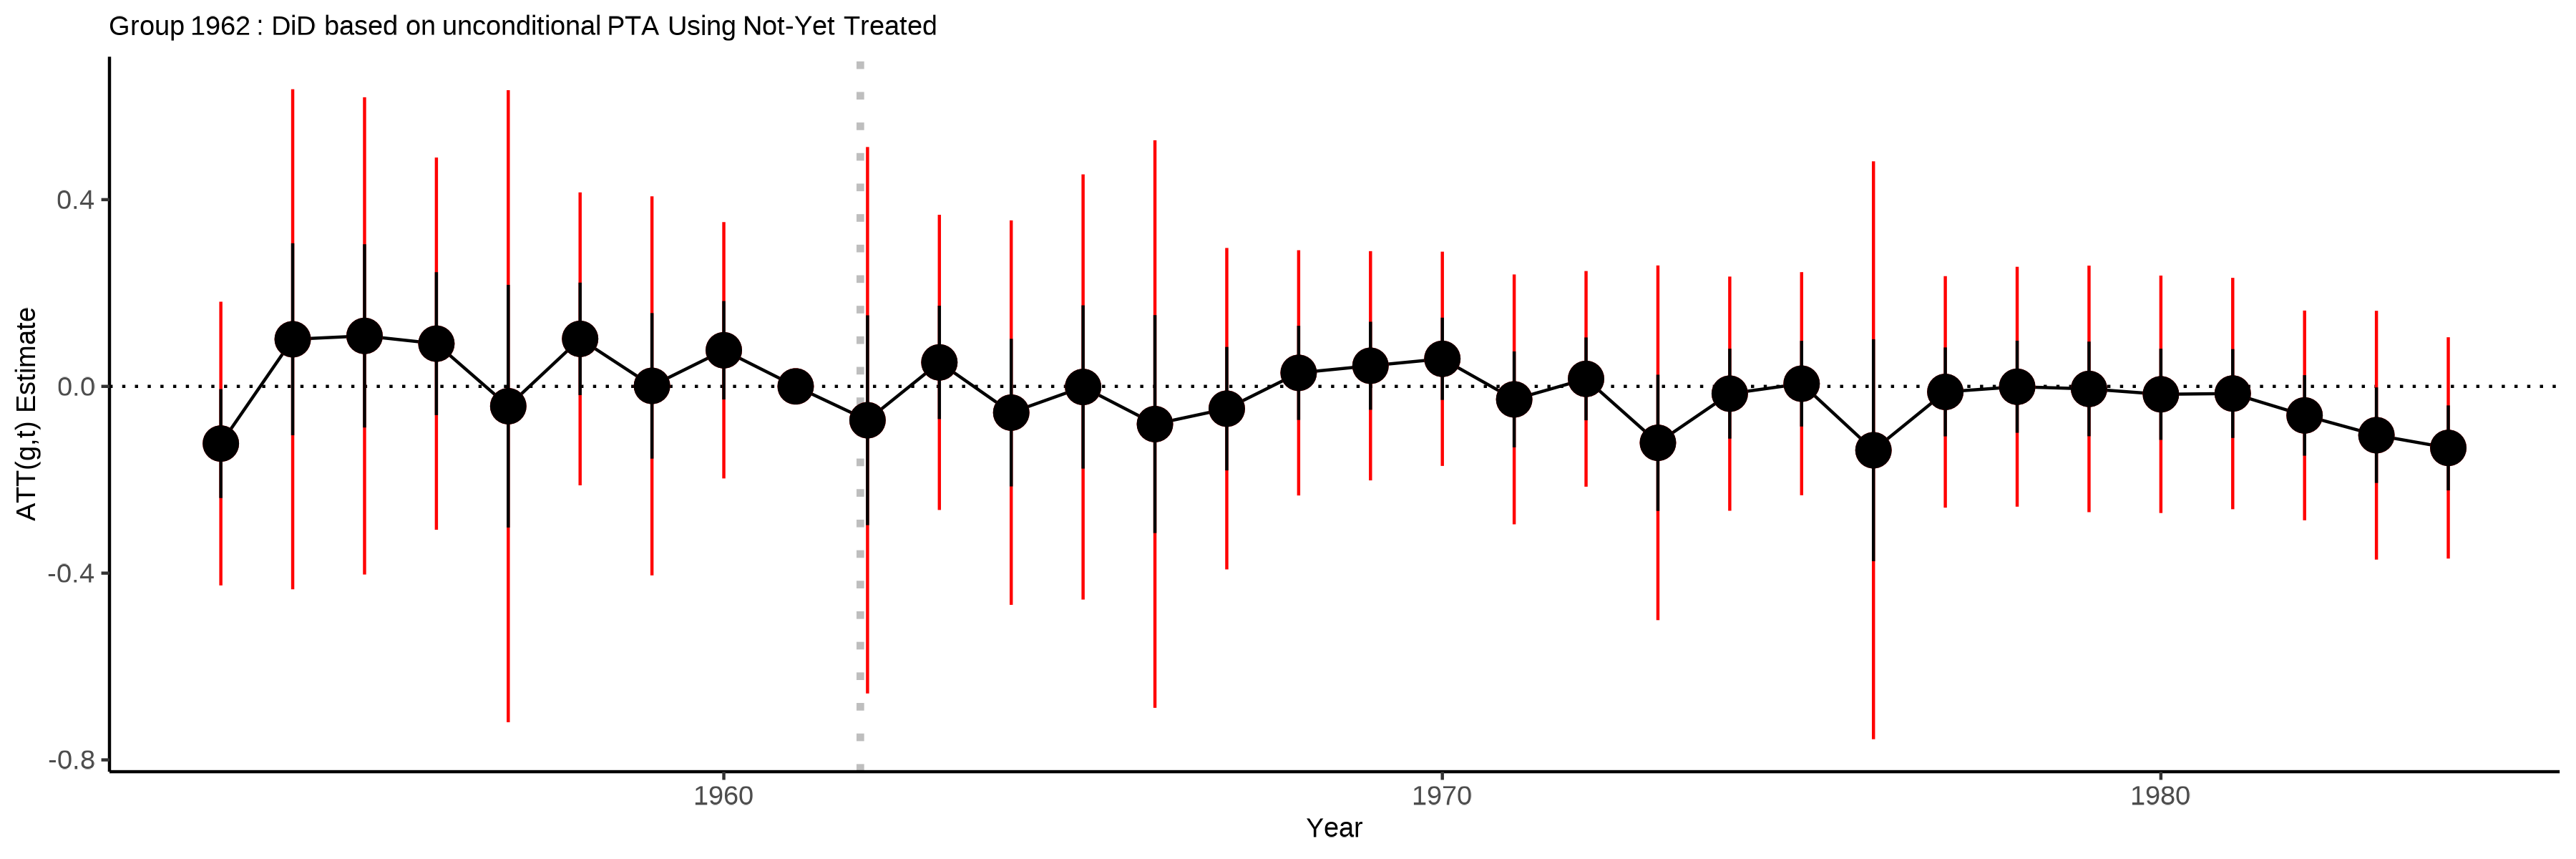 Group 1962 : DiD based on unconditional PTA Using Not-Yet Treated
ATT(g,t) Estimate
0.4
0.0
-0.4
-0.8
1960
1970
1980
Year